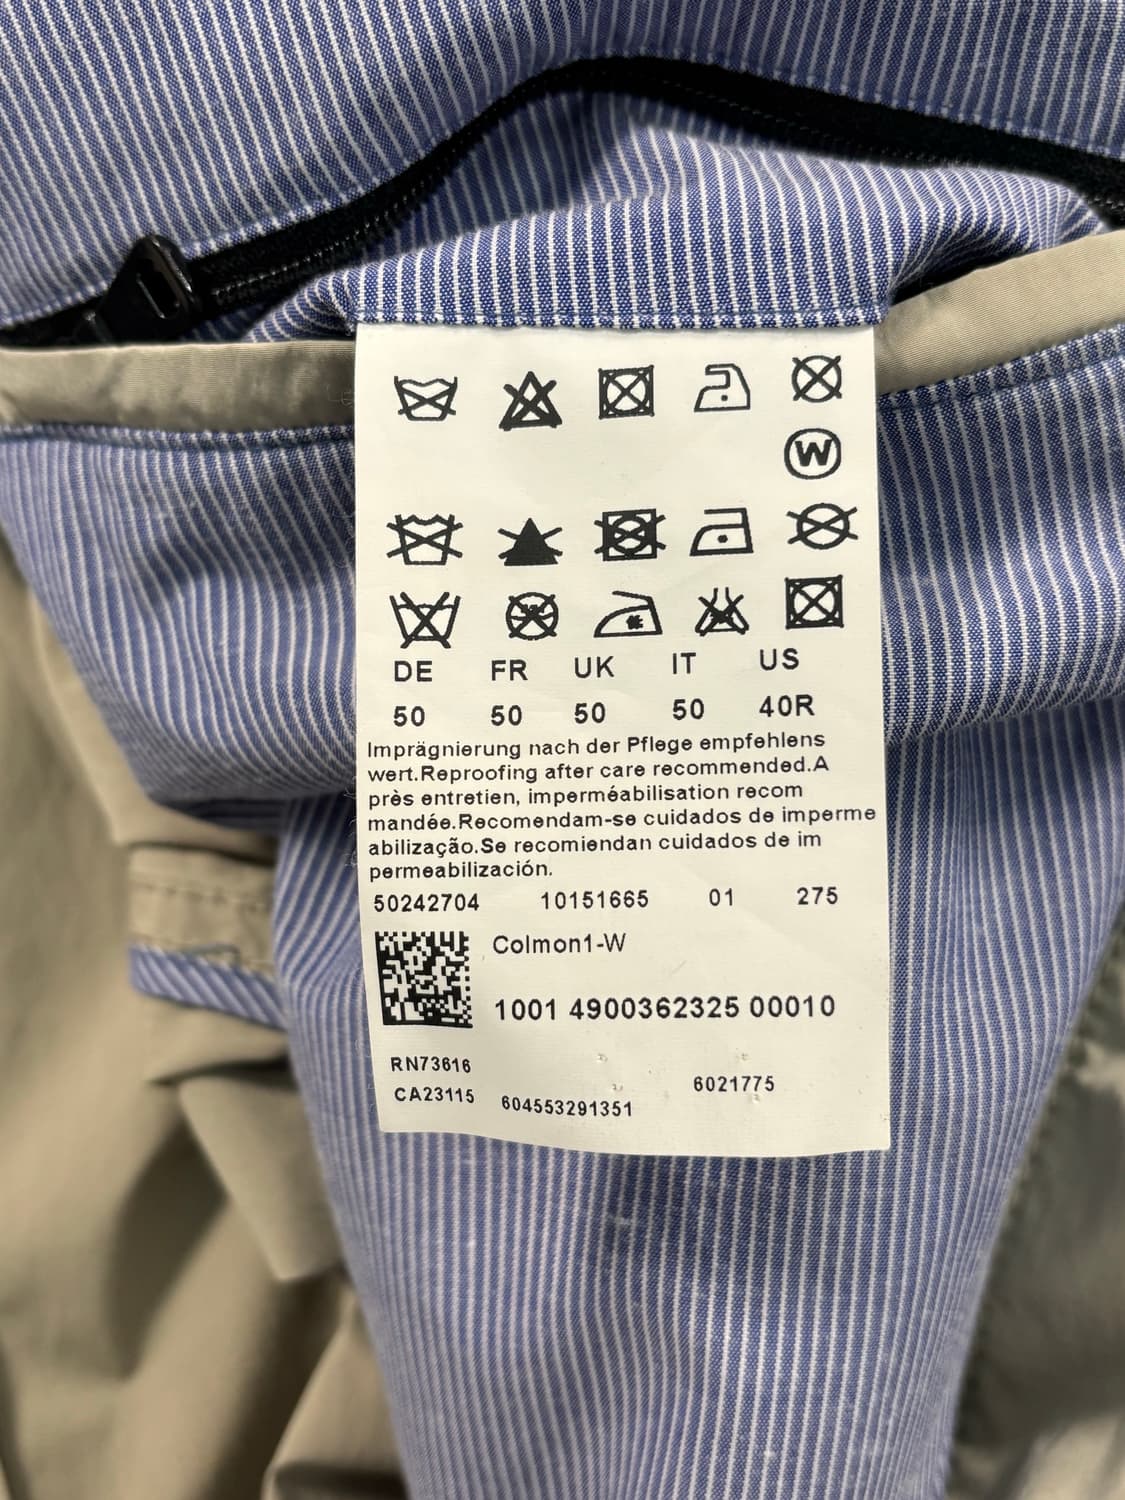 W
DE FR UK IT US
50 50 50 50 40R
Imprägnierung nach der Pflege empfehlens
wert.Reproofing after care recommended.A
près entretien, imperméabilisation recom
mandée.Recomendam-se cuidados de imperme
abilização.Se recomiendan cuidados de im
permeabilización.
50242704 10151665 01 275
Colmon1-W
1001 4900362325 00010
RN73616
CA23115 604553291351 6021775